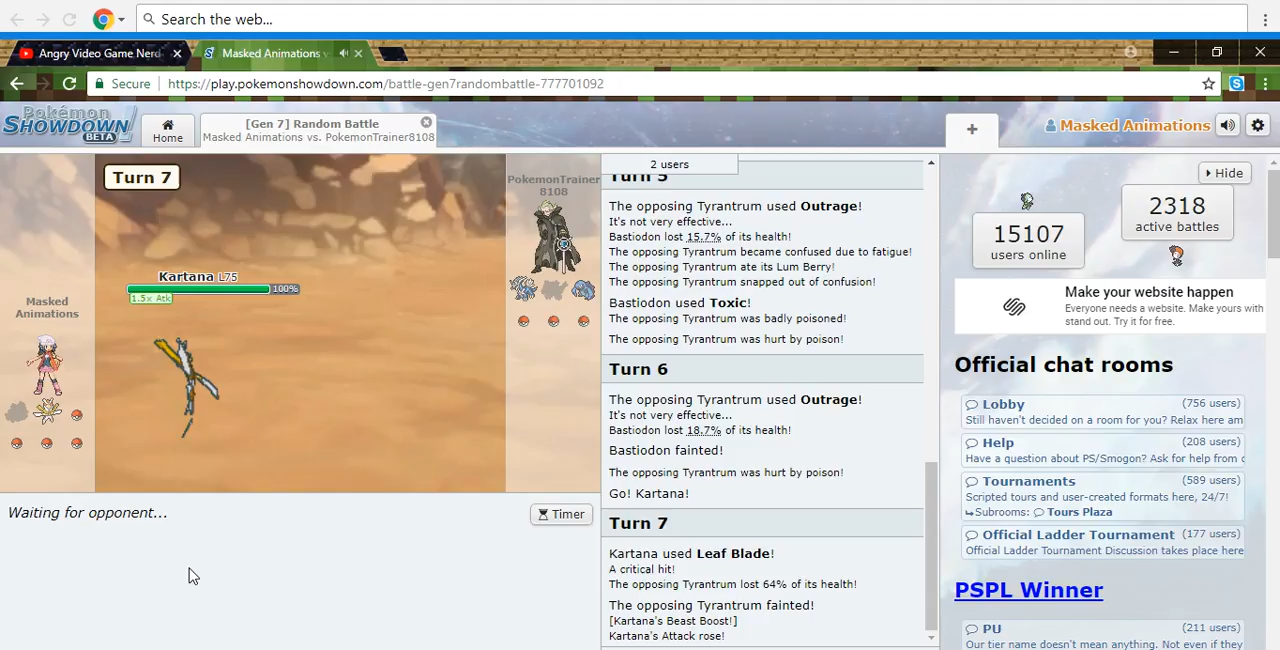 Search the web...
Angry Video Game Nerd
Masked Animations v
Secure
https://play.pokemonshowdown.com/battle-gen7randombattle-777701092
Pokémon
SHOWDOWN
BETA
Home
[Gen 7] Random Battle
Masked Animations vs. PokemonTrainer8108
+
Masked Animations
Turn 7
Kartana L75
100%
1.5x Atk
Masked
Animations
PokemonTrainer
8108
Waiting for opponent...
Timer
2 users
Turn 5
The opposing Tyrantrum used Outrage!
It's not very effective...
Bastiodon lost 15.7% of its health!
The opposing Tyrantrum became confused due to fatigue!
The opposing Tyrantrum ate its Lum Berry!
The opposing Tyrantrum snapped out of confusion!
Bastiodon used Toxic!
The opposing Tyrantrum was badly poisoned!
The opposing Tyrantrum was hurt by poison!
Turn 6
The opposing Tyrantrum used Outrage!
It's not very effective...
Bastiodon lost 18.7% of its health!
Bastiodon fainted!
The opposing Tyrantrum was hurt by poison!
Go! Kartana!
Turn 7
Kartana used Leaf Blade!
A critical hit!
The opposing Tyrantrum lost 64% of its health!
The opposing Tyrantrum fainted!
[Kartana's Beast Boost!]
Kartana's Attack rose!
Hide
15107
users online
2318
active battles
Make your website happen
Everyone needs a website. Make yours with
stand out. Try it for free.
Official chat rooms
Lobby (756 users)
Still haven't decided on a room for you? Relax here am
Help (208 users)
Have a question about PS/Smogon? Ask for help from
Tournaments (589 users)
Scripted tours and user-created formats here, 24/7!
Subrooms: Tours Plaza
Official Ladder Tournament (177 users)
Official Ladder Tournament Discussion takes place here
PSPL Winner
PU (211 users)
Our tier name doesn't mean anything. Not even if they